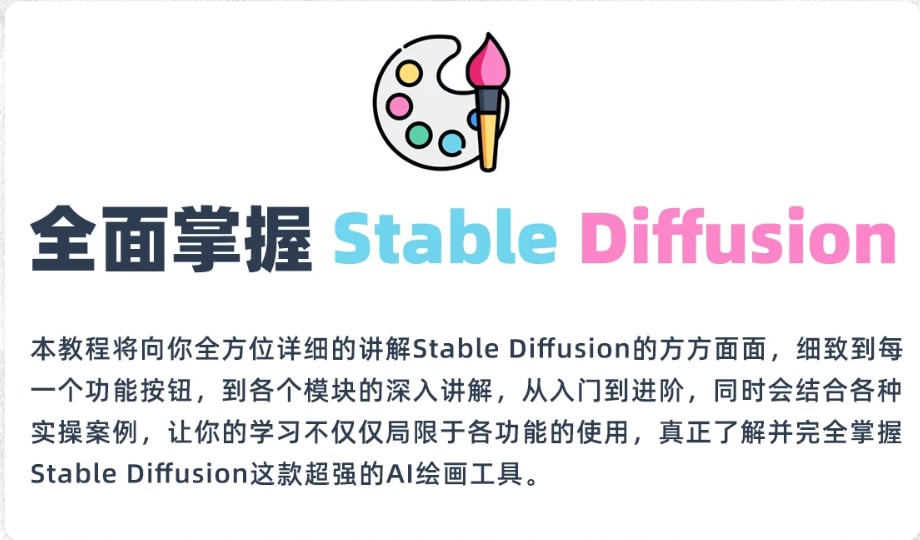 全面掌握 Stable Diffusion
本教程将向你全方位详细的讲解Stable Diffusion的方方面面，细致到每
一个功能按钮，到各个模块的深入讲解，从入门到进阶，同时会结合各种
实操案例，让你的学习不仅仅局限于各功能的使用，真正了解并完全掌握
Stable Diffusion这款超强的AI绘画工具。